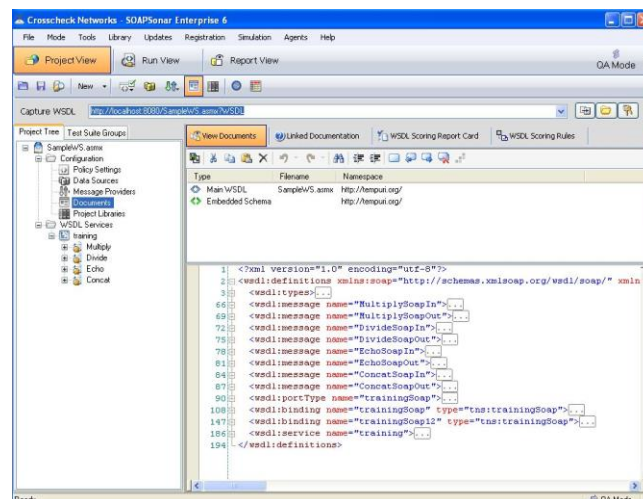 Crosscheck Networks - SOAPSonar Enterprise 6
File Mode Tools Library Updates Registration Simulation Agents Help
Project View Run View Report View QA Mode
New
Capture WSDL http://localhost:8080/SampleWS.asmx?WSDL
Project Tree Test Suite Groups
View Documents Linked Documentation WSDL Scoring Report Card WSDL Scoring Rules
SampleWS.asmx
Configuration
Policy Settings
Data Sources
Message Providers
Documents
Project Libraries
WSDL Services
training
Multiply
Divide
Echo
Concat
Type Filename Namespace
Main WSDL SampleWS.asmx http://tempuri.org/
Embedded Schema http://tempuri.org/
1 <?xml version="1.0" encoding="utf-8"?>
2 <wsdl:definitions xmlns:soap="http://schemas.xmlsoap.org/wsdl/soap/" xmln
3 <wsdl:types>...
66 <wsdl:message name="MultiplySoapIn">...
69 <wsdl:message name="MultiplySoapOut">...
72 <wsdl:message name="DivideSoapIn">...
75 <wsdl:message name="DivideSoapOut">...
78 <wsdl:message name="EchoSoapIn">...
81 <wsdl:message name="EchoSoapOut">...
84 <wsdl:message name="ConcatSoapIn">...
87 <wsdl:message name="ConcatSoapOut">...
90 <wsdl:portType name="trainingSoap">...
108 <wsdl:binding name="trainingSoap" type="tns:trainingSoap">...
147 <wsdl:binding name="trainingSoap12" type="tns:trainingSoap">...
186 <wsdl:service name="training">...
194 </wsdl:definitions>